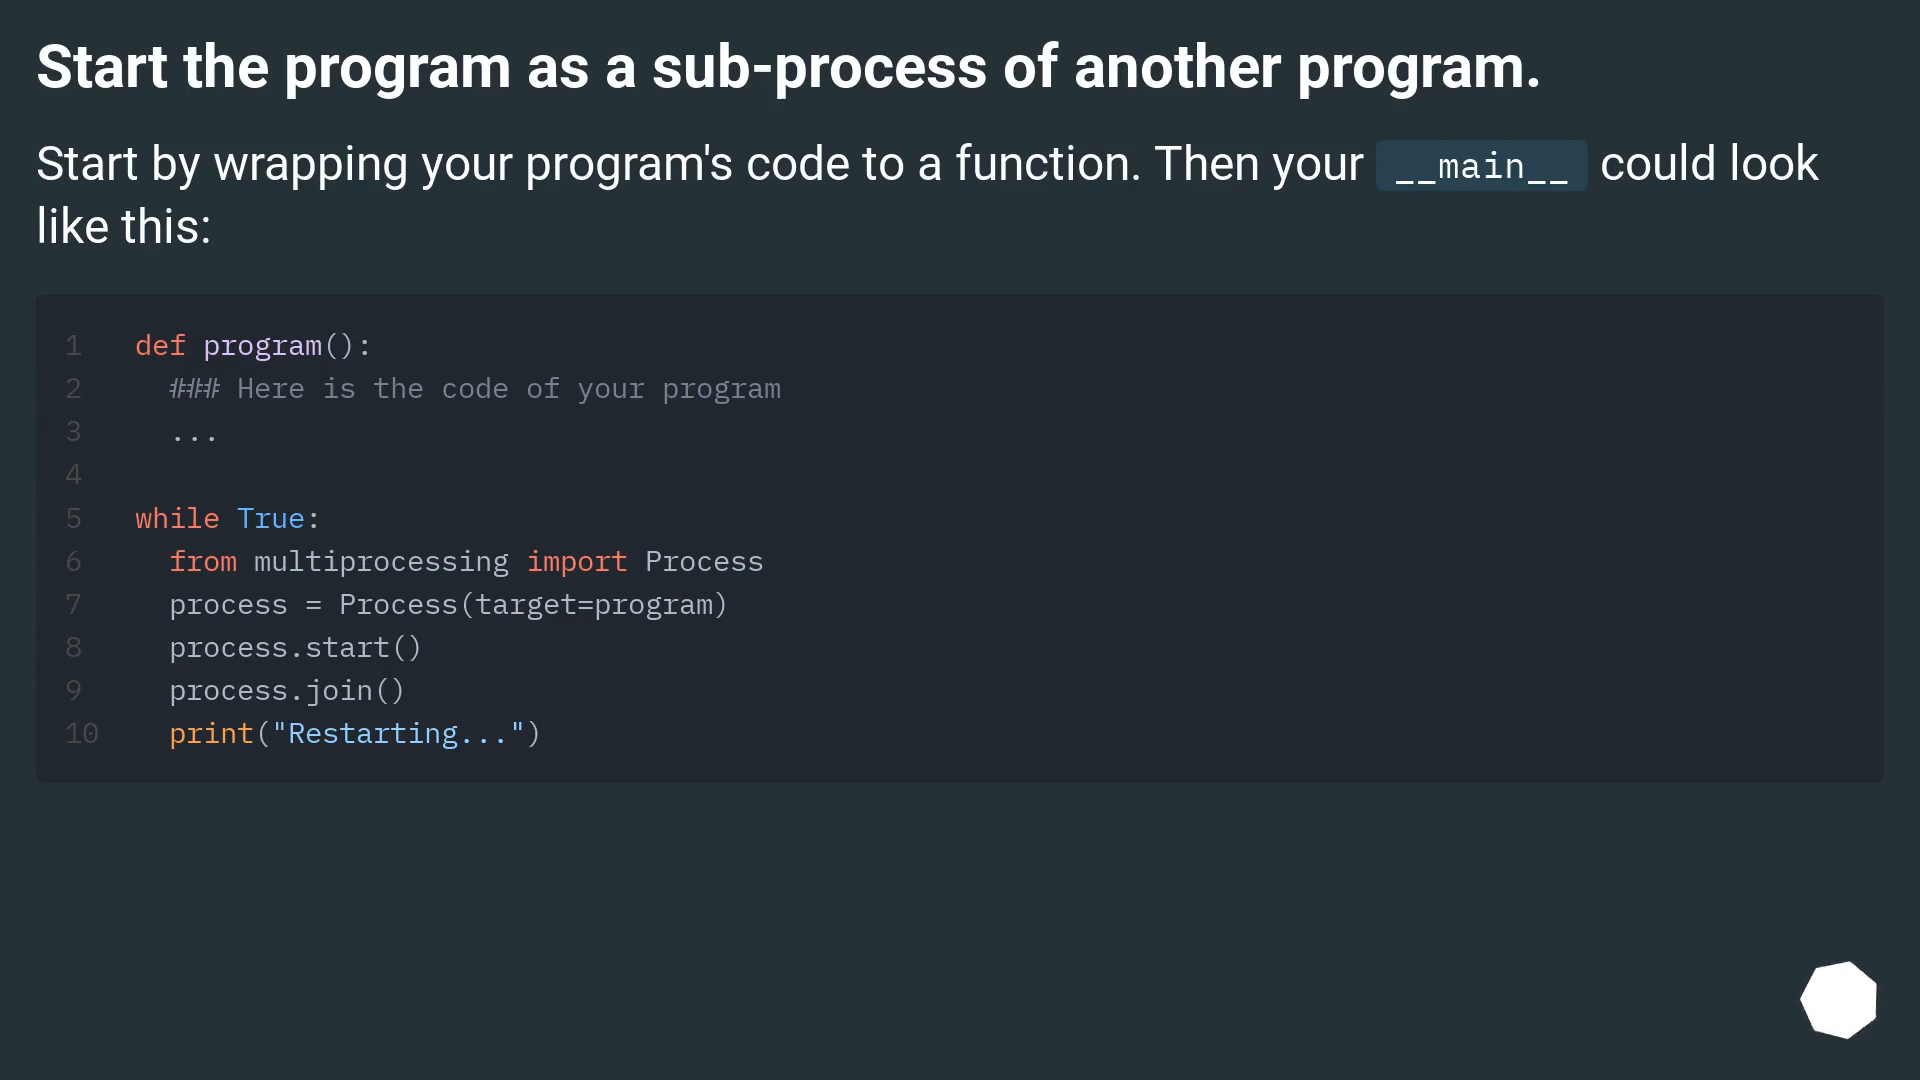 Start the program as a sub-process of another program.
Start by wrapping your program's code to a function. Then your __main__ could look
like this:
1 def program():
2   ### Here is the code of your program
3   ...
4
5 while True:
6   from multiprocessing import Process
7   process = Process(target=program)
8   process.start()
9   process.join()
10   print("Restarting...")